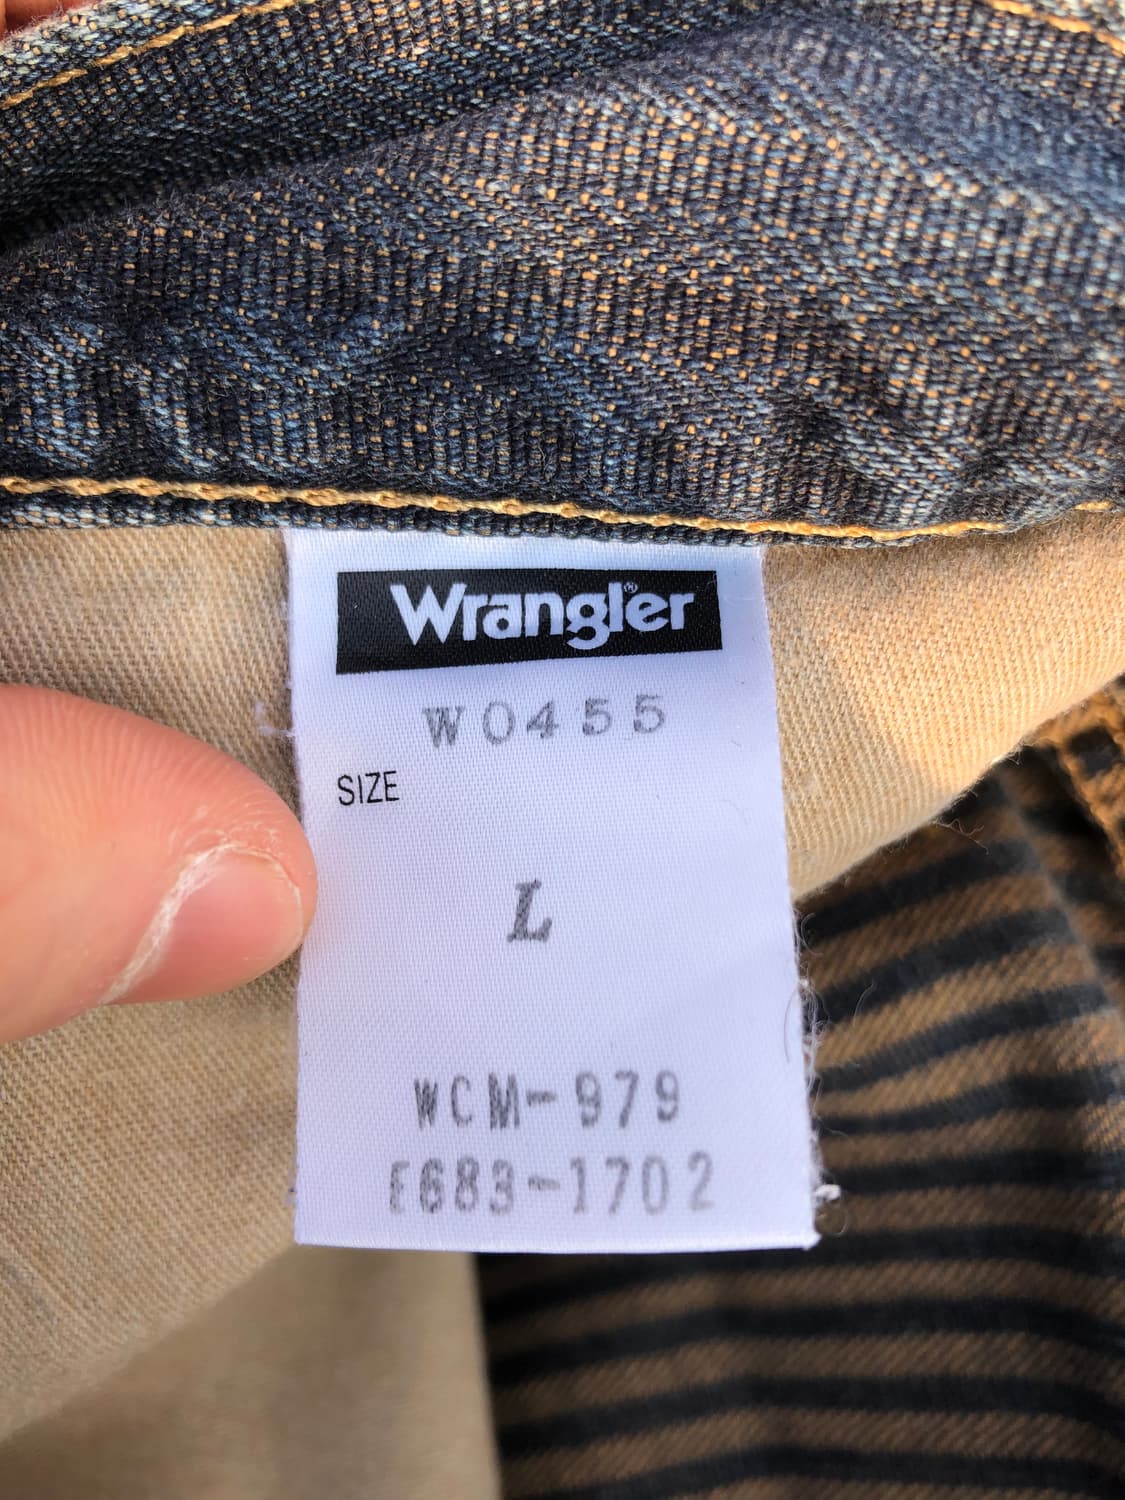 Wrangler®
W0455
SIZE
L
WCM-979
E683-1702